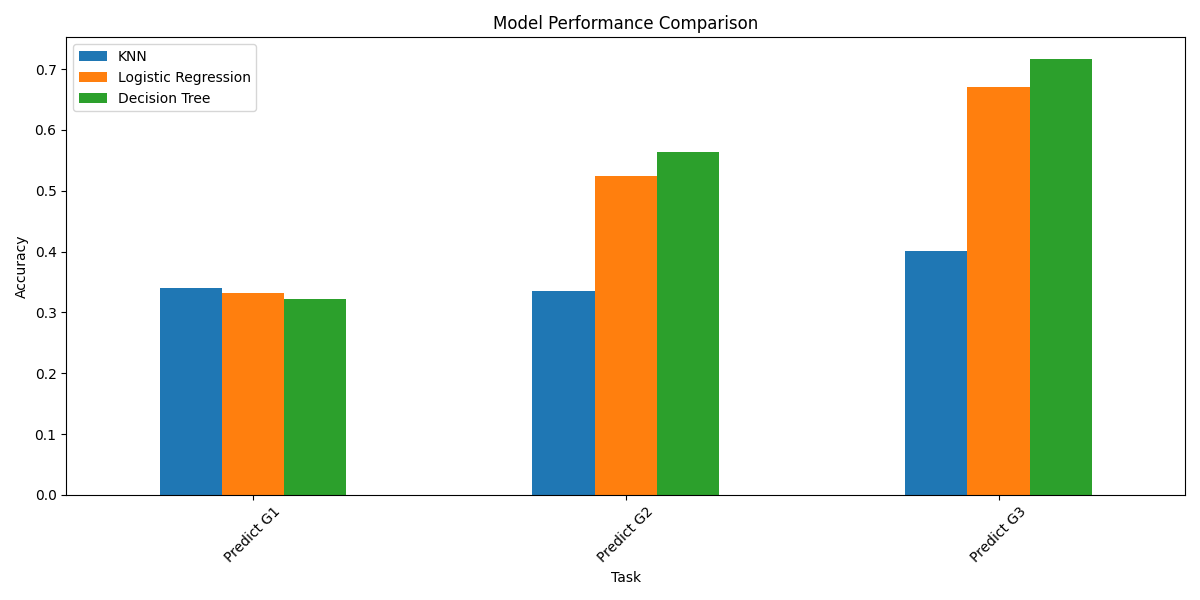 Model Performance Comparison
KNN
Logistic Regression
Decision Tree
Accuracy
0.7
0.6
0.5
0.4
0.3
0.2
0.1
0.0
Predict G1
Predict G2
Predict G3
Task